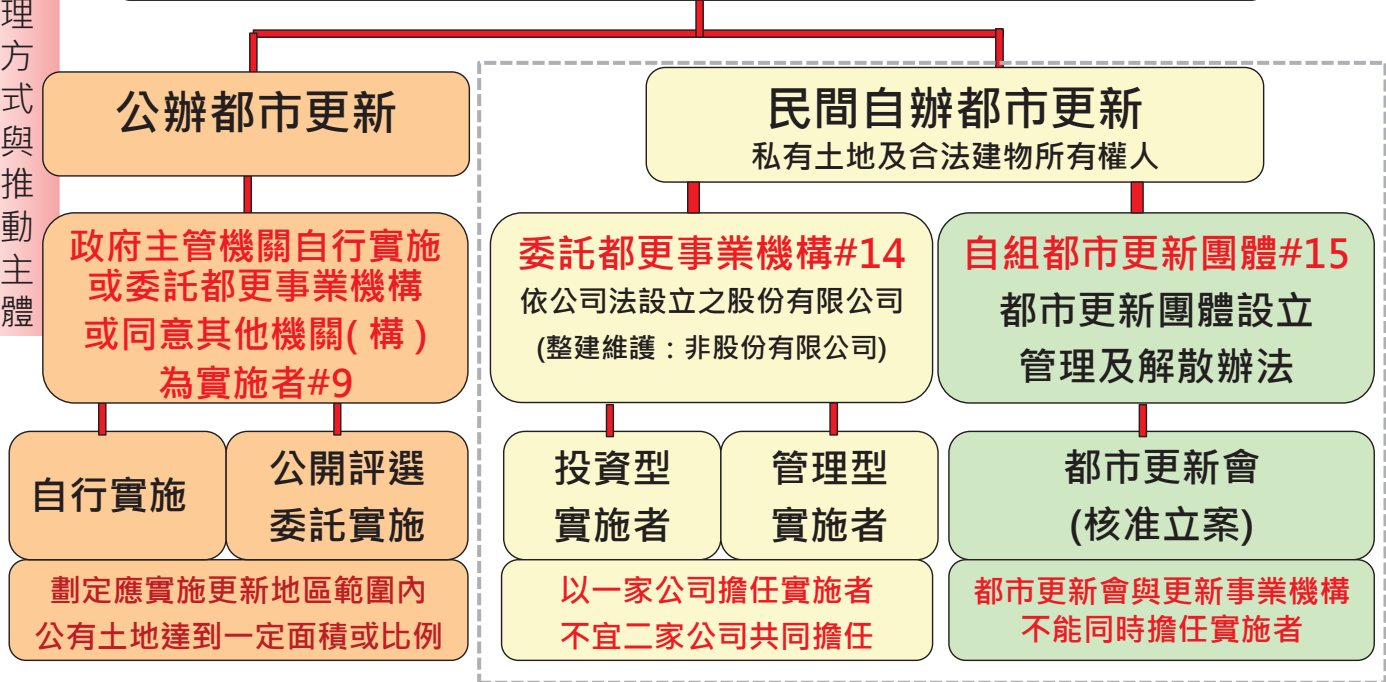 理方式與推動主體
公辦都市更新
民間自辦都市更新
私有土地及合法建物所有權人
政府主管機關自行實施
或委託都更事業機構
或同意其他機關( 構 )
為實施者#9
委託都更事業機構#14
依公司法設立之股份有限公司
(整建維護：非股份有限公司)
自組都市更新團體#15
都市更新團體設立
管理及解散辦法
自行實施
公開評選
委託實施
投資型
實施者
管理型
實施者
都市更新會
(核准立案)
劃定應實施更新地區範圍內
公有土地達到一定面積或比例
以一家公司擔任實施者
不宜二家公司共同擔任
都市更新會與更新事業機構
不能同時擔任實施者